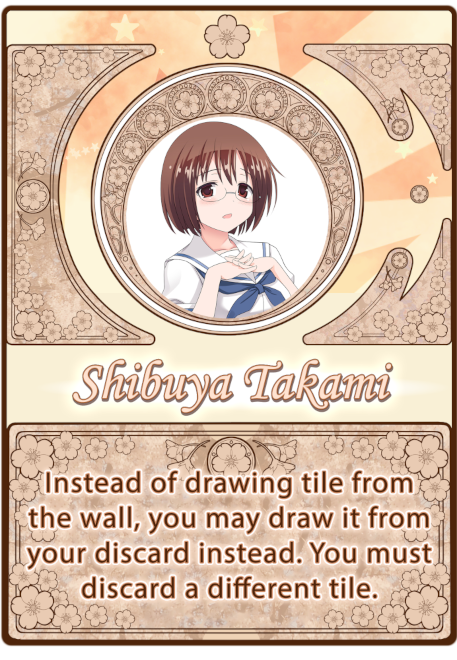 Shibuya Takami
Instead of drawing tile from
the wall, you may draw it from
your discard instead. You must
discard a different tile.